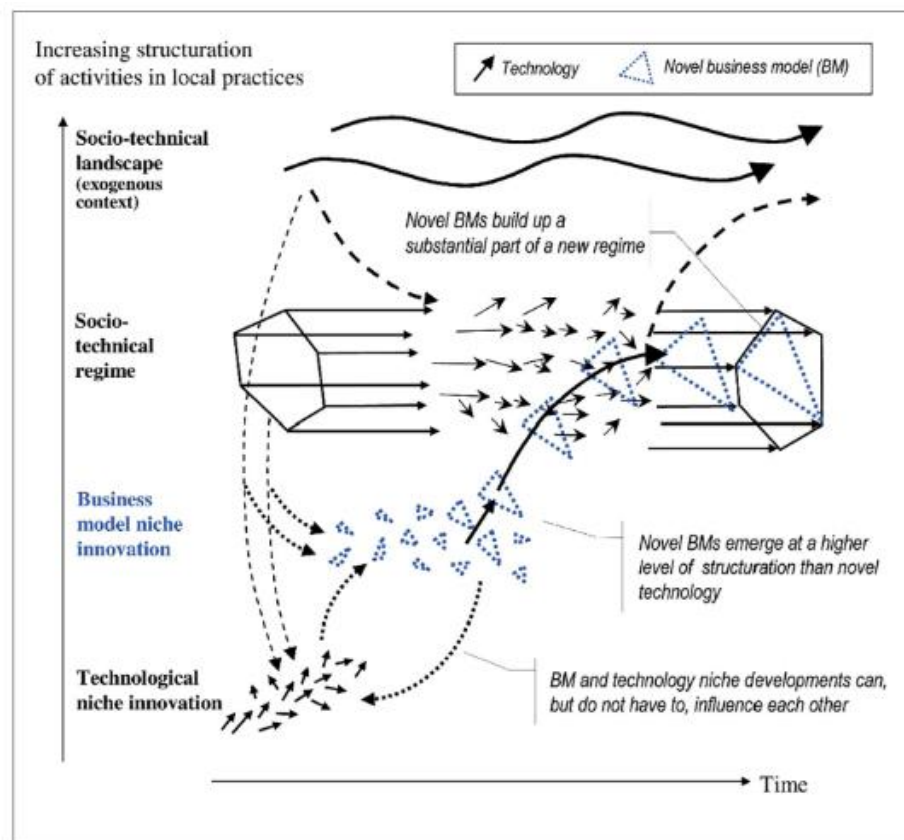 Increasing structuration
of activities in local practices
Technology
Novel business model (BM)
Socio-technical
landscape
(exogenous
context)
Novel BMs build up a
substantial part of a new regime
Socio-
technical
regime
Business
model niche
innovation
Novel BMs emerge at a higher
level of structuration than novel
technology
Technological
niche innovation
BM and technology niche developments can,
but do not have to, influence each other
Time